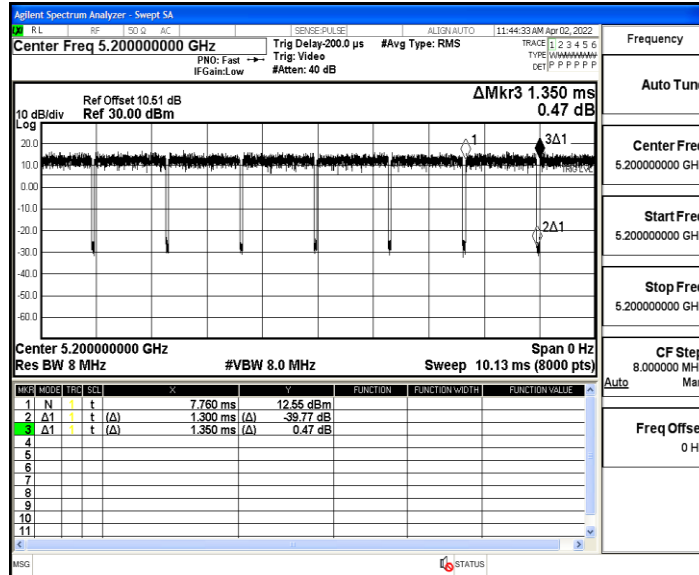 Agilent Spectrum Analyzer - Swept SA
RL RF 50 Ω AC SENSE:PULSE ALIGNAUTO 11:44:33 AM Apr 02, 2022
Center Freq 5.200000000 GHz
Trig Delay-200.0 µs #Avg Type: RMS
TRACE 1 2 3 4 5 6
PNO: Fast Trig: Video
TYPE WWWWWW
IFGain:Low #Atten: 40 dB
DET P P P P P P
Frequency
Auto Tun
Center Fre
5.200000000 GH
Start Fre
5.200000000 GH
Stop Fre
5.200000000 GH
CF Step
8.000000 MH
Auto Ma
Freq Offse
0 H
ΔMkr3 1.350 ms
0.47 dB
Ref Offset 10.51 dB
10 dB/div Ref 30.00 dBm
Log
20.0
10.0
0.00
-10.0
-20.0
-30.0
-40.0
-50.0
-60.0
1
3Δ1
TRIG LVL
2Δ1
Center 5.200000000 GHz Span 0 Hz
Res BW 8 MHz #VBW 8.0 MHz Sweep 10.13 ms (8000 pts)
MKR MODE TRC SCL X Y FUNCTION FUNCTION WIDTH FUNCTION VALUE
1 N 1 t 7.760 ms 12.55 dBm
2 Δ1 1 t (Δ) 1.300 ms (Δ) -39.77 dB
3 Δ1 1 t (Δ) 1.350 ms (Δ) 0.47 dB
4
5
6
7
8
9
10
11
MSG STATUS